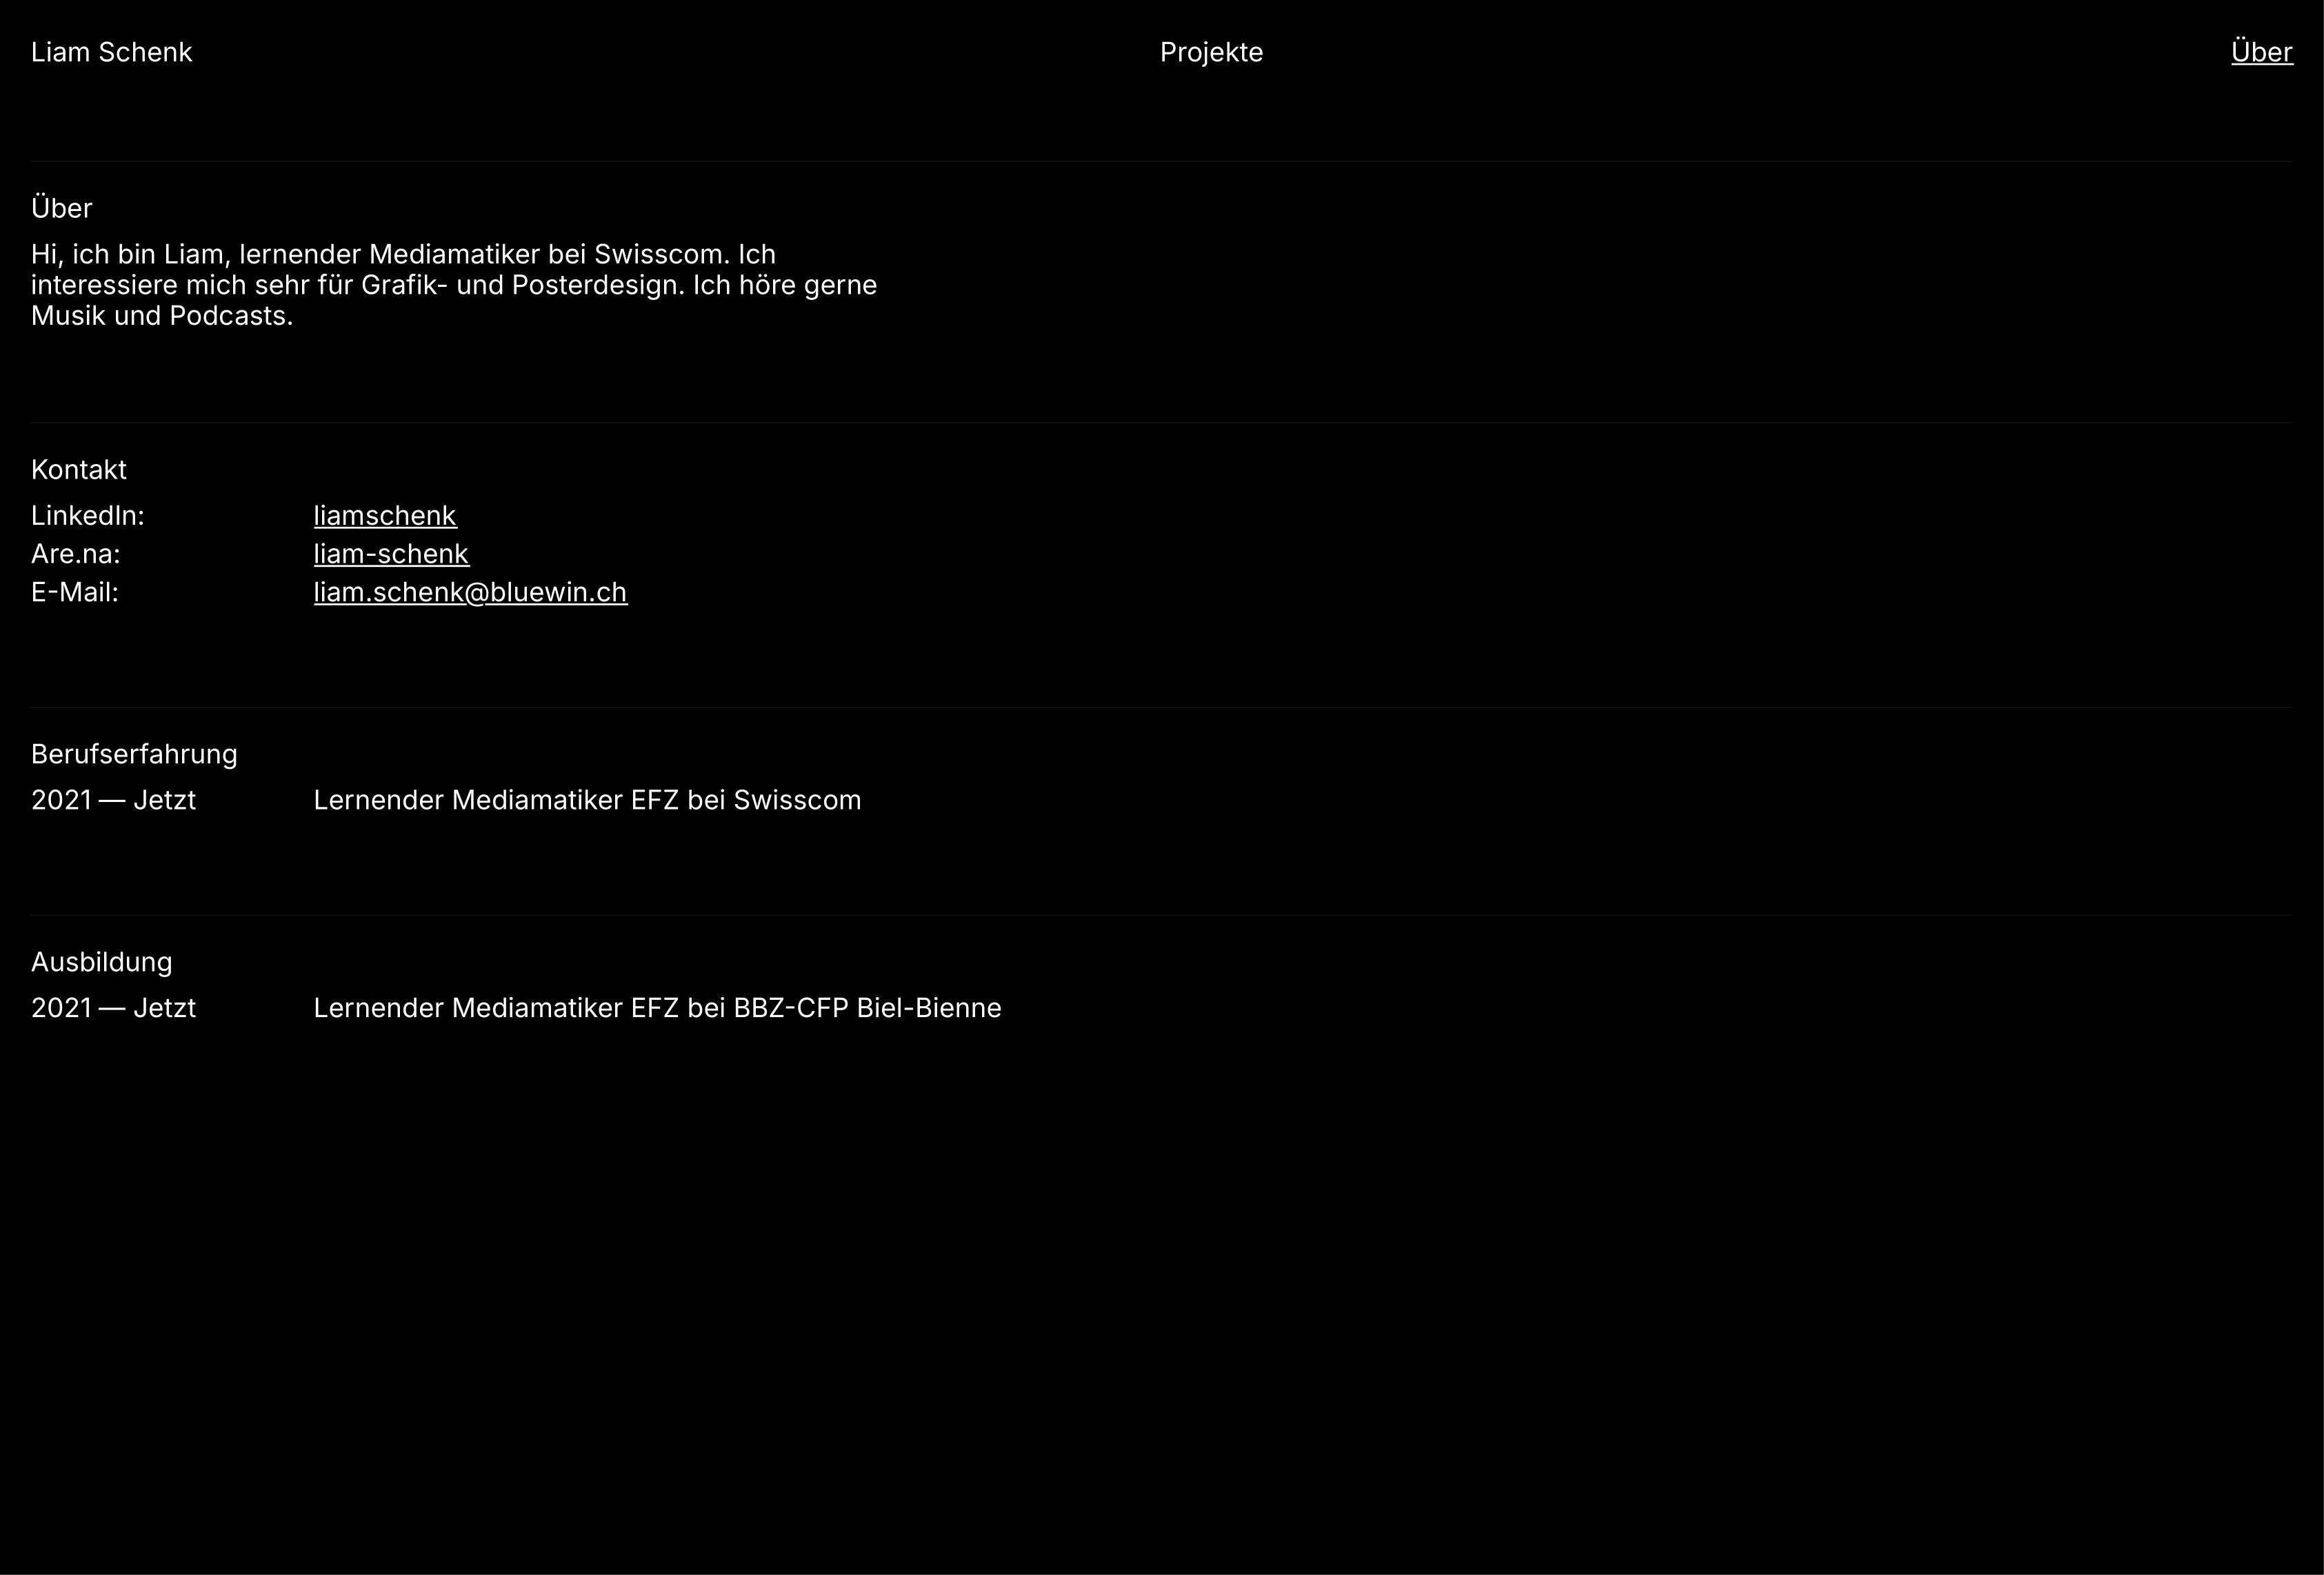 Liam Schenk
Projekte
Über
Über
Hi, ich bin Liam, lernender Mediamatiker bei Swisscom. Ich
interessiere mich sehr für Grafik- und Posterdesign. Ich höre gerne
Musik und Podcasts.
Kontakt
LinkedIn: liamschenk
Are.na: liam-schenk
E-Mail: liam.schenk@bluewin.ch
Berufserfahrung
2021 — Jetzt Lernender Mediamatiker EFZ bei Swisscom
Ausbildung
2021 — Jetzt Lernender Mediamatiker EFZ bei BBZ-CFP Biel-Bienne